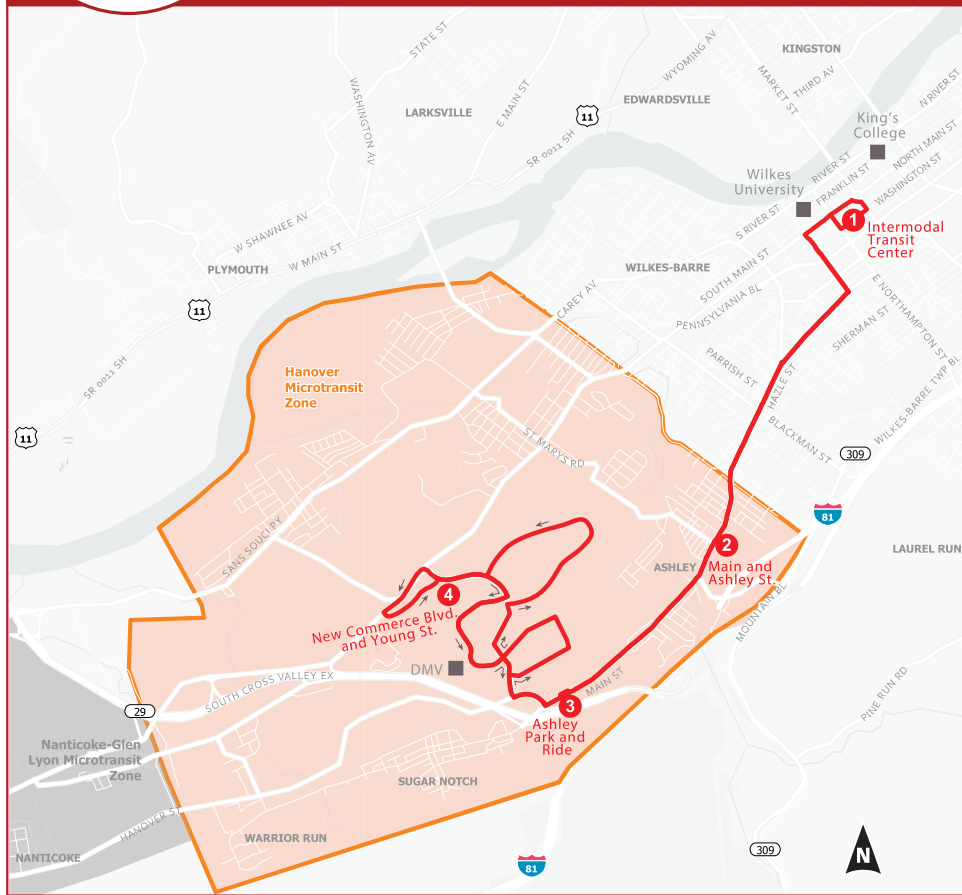 STATE ST
KINGSTON
WYOMING AV
MARKET ST
THIRD AV
N RIVER ST
WASHINGTON AV
LARKSVILLE
E MAIN ST
EDWARDSVILLE
11
SR 0011 SH
King's
College
NORTH MAIN ST
RIVER ST
FRANKLIN ST
WASHINGTON ST
Wilkes
University
S RIVER ST
1
Intermodal
Transit
Center
W SHAWNEE AV
W MAIN ST
PLYMOUTH
WILKES-BARRE
SOUTH MAIN ST
CAREY AV
PENNSYLVANIA BL
E NORTHAMPTON ST
SHERMAN ST
11
SR 0011 SH
PARRISH ST
HAZLE ST
Hanover
Microtransit
Zone
BLACKMAN ST
WILKES-BARRE TWP BL
11
ST MARYS RD
309
81
SANS SOUCI PY
2
Main and
Ashley St.
ASHLEY
LAUREL RUN
4
New Commerce Blvd.
and Young St.
MOUNTAIN BL
DMV
SOUTH CROSS VALLEY EX
MAIN ST
3
Ashley
Park and
Ride
PINE RUN RD
29
Nanticoke-Glen
Lyon Microtransit
Zone
SUGAR NOTCH
HANOVER ST
WARRIOR RUN
NANTICOKE
81
309
N